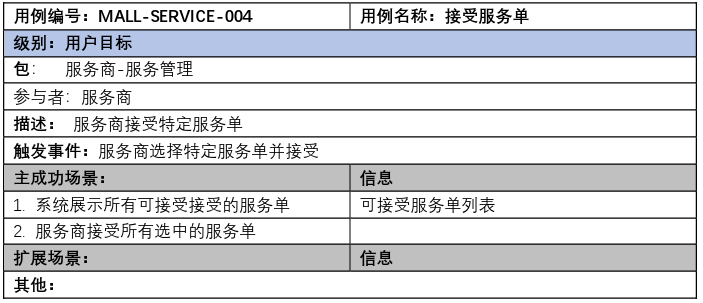 用例编号：MALL-SERVICE-004 用例名称：接受服务单
级别：用户目标
包： 服务商-服务管理
参与者：服务商
描述： 服务商接受特定服务单
触发事件：服务商选择特定服务单并接受
主成功场景： 信息
1. 系统展示所有可接受接受的服务单 可接受服务单列表
2. 服务商接受所有选中的服务单
扩展场景： 信息
其他：